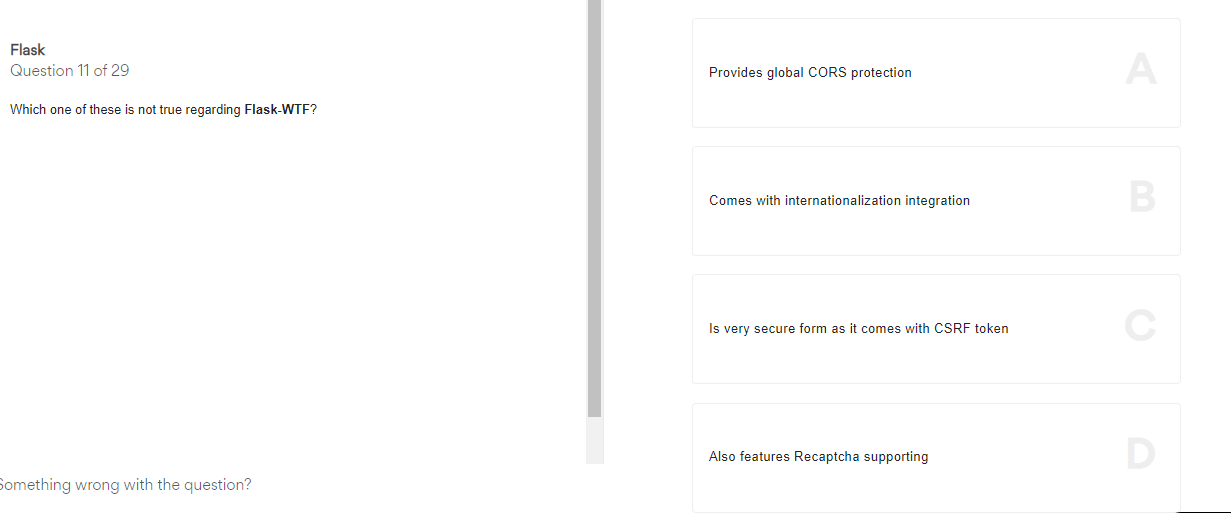 Flask
Question 11 of 29
Which one of these is not true regarding Flask-WTF?
Provides global CORS protection
A
Comes with internationalization integration
B
Is very secure form as it comes with CSRF token
C
Also features Recaptcha supporting
D
Something wrong with the question?